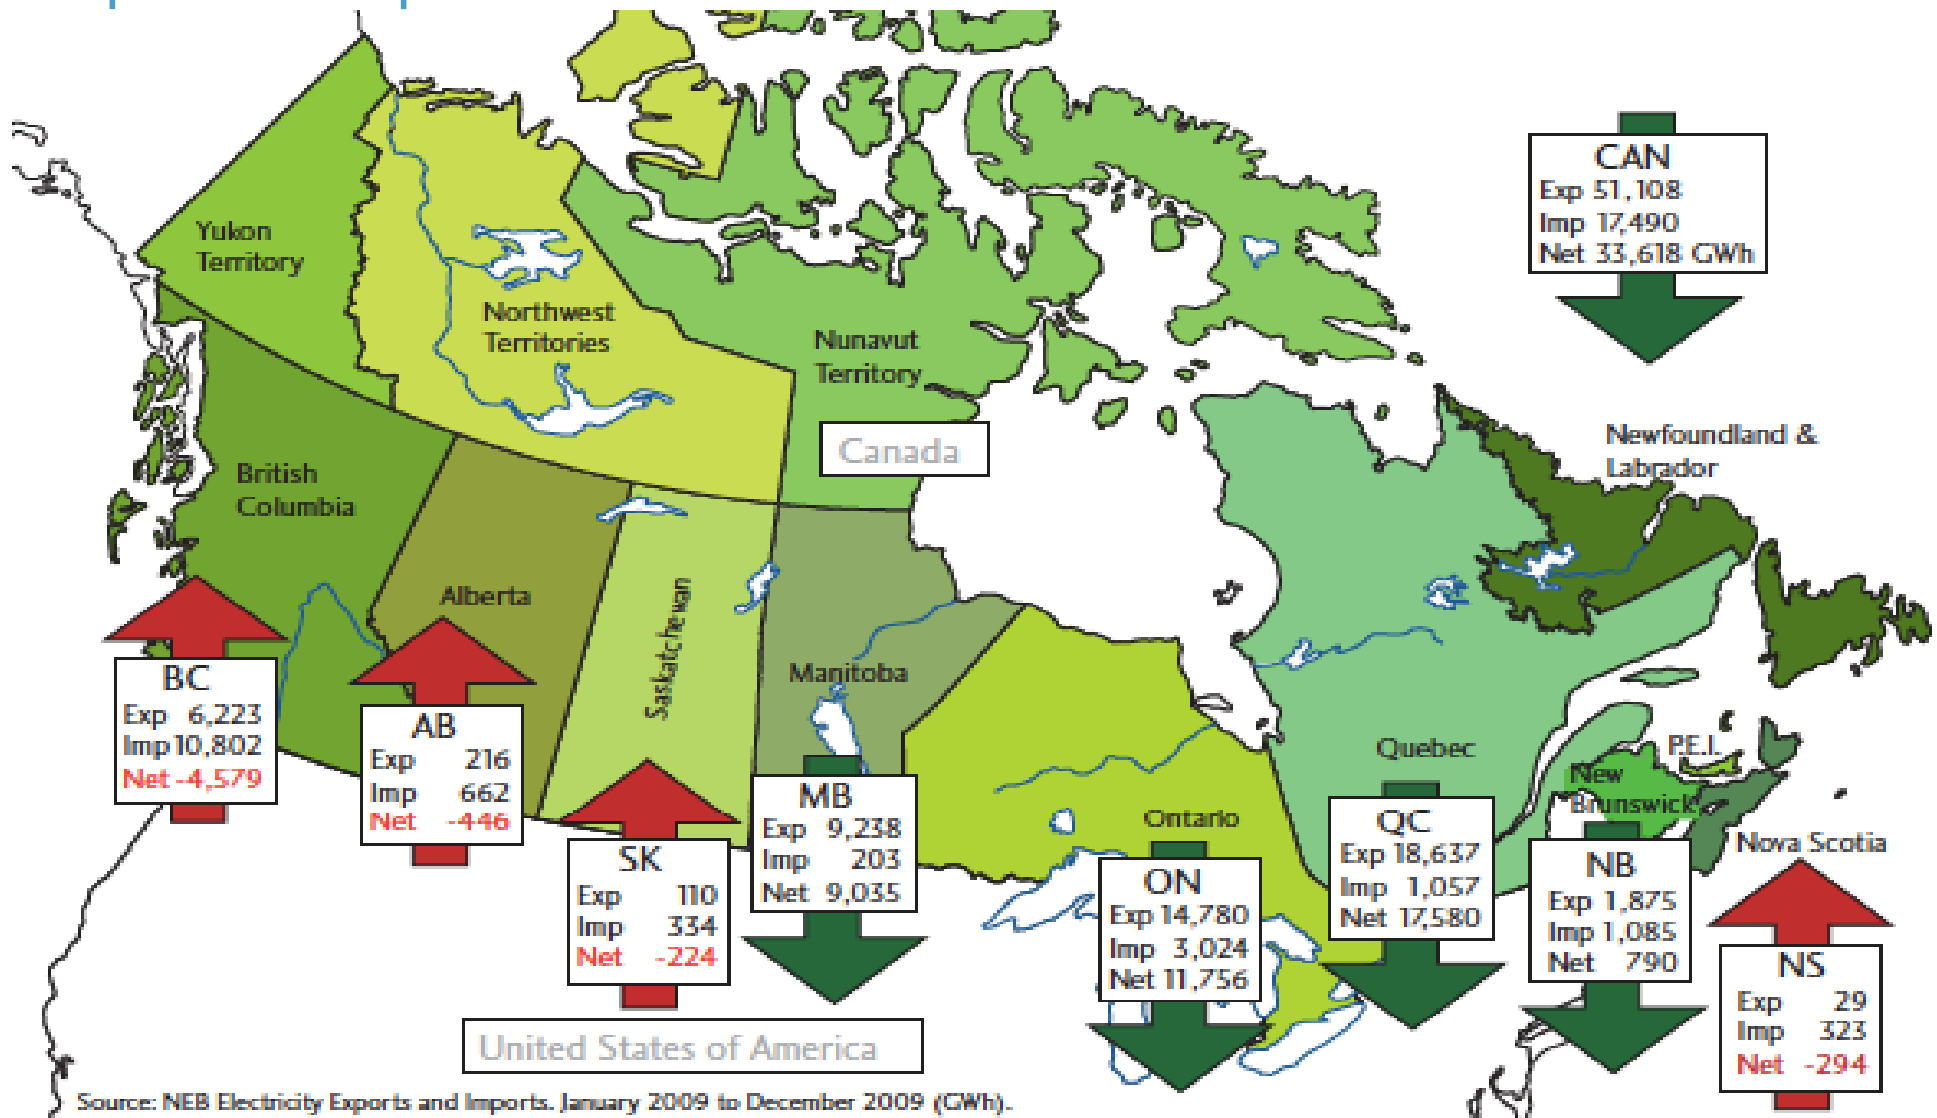 CAN
Exp 51,108
Imp 17,490
Net 33,618 GWh
Yukon
Territory
Northwest
Territories
Nunavut
Territory
Canada
Newfoundland &
Labrador
British
Columbia
Alberta
Saskatchewan
Manitoba
Ontario
Quebec
P.E.I.
New
Brunswick
Nova Scotia
BC
Exp 6,223
Imp 10,802
Net -4,579
AB
Exp 216
Imp 662
Net -446
SK
Exp 110
Imp 334
Net -224
MB
Exp 9,238
Imp 203
Net 9,035
ON
Exp 14,780
Imp 3,024
Net 11,756
QC
Exp 18,637
Imp 1,057
Net 17,580
NB
Exp 1,875
Imp 1,085
Net 790
NS
Exp 29
Imp 323
Net -294
United States of America
Source: NEB Electricity Exports and Imports. January 2009 to December 2009 (GWh).